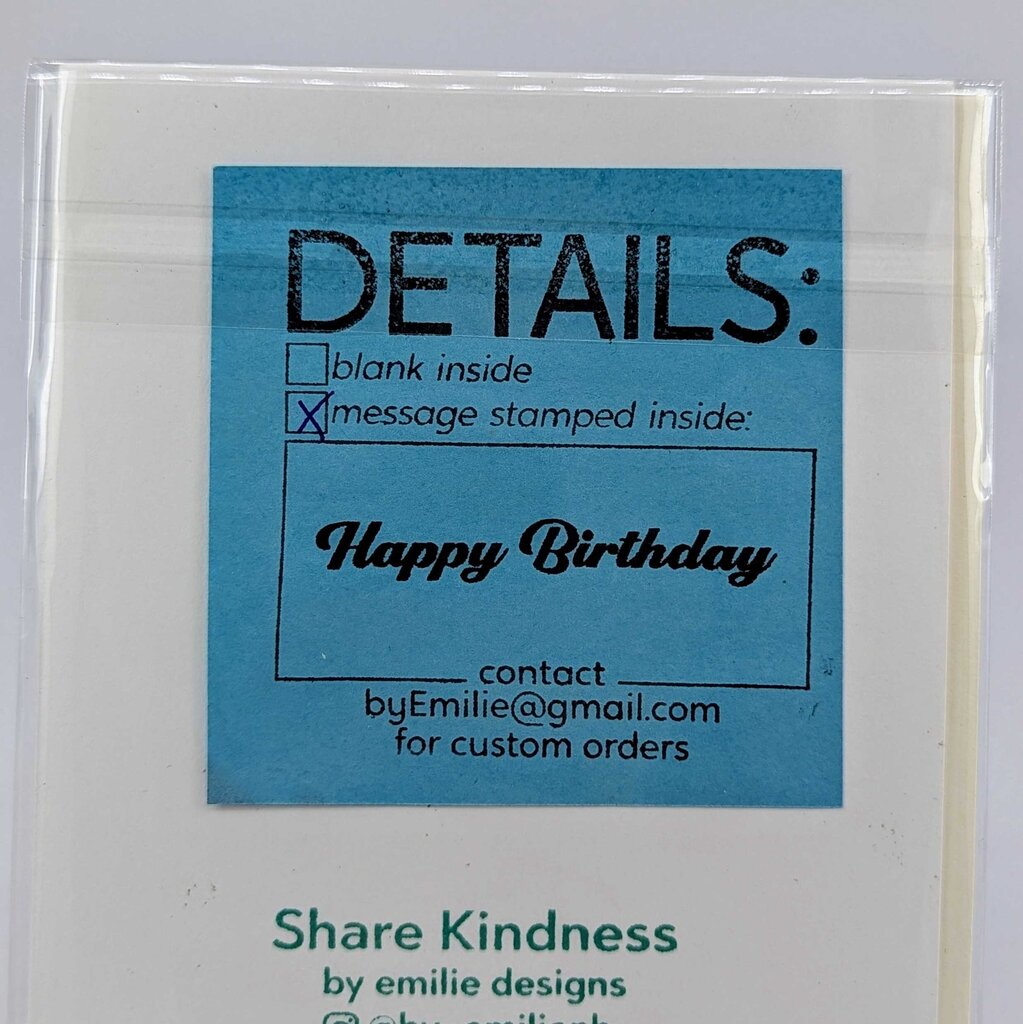 DETAILS:
blank inside
X message stamped inside:
Happy Birthday
contact
byEmilie@gmail.com
for custom orders
Share Kindness
by emilie designs